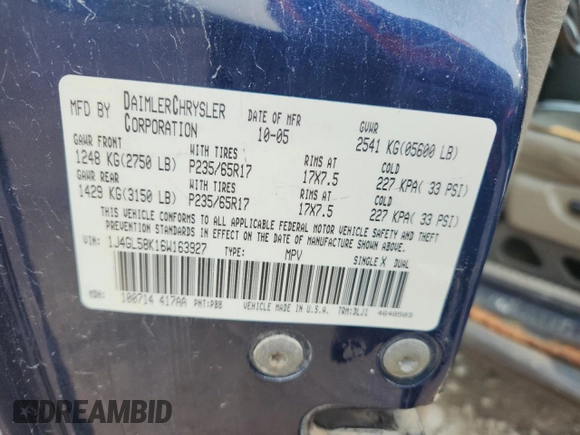 MFD BY DAIMLERCHRYSLER CORPORATION DATE OF MFR 10-05 GVWR 2541 KG(05600 LB)
GAWR FRONT WITH TIRES RIMS AT COLD
1248 KG(2750 LB) P235/65R17 17X7.5 227 KPA( 33 PSI)
GAWR REAR WITH TIRES RIMS AT COLD
1429 KG(3150 LB) P235/65R17 17X7.5 227 KPA( 33 PSI)
THIS VEHICLE CONFORMS TO ALL APPLICABLE FEDERAL MOTOR VEHICLE SAFETY AND THEFT
PREVENTION STANDARDS IN EFFECT ON THE DATE OF MANUFACTURE SHOWN ABOVE.
VIN: 1J4GL58K16W163927 TYPE: MPV SINGLE X DUAL
MDH: 100714 417AA PNT:PBB VEHICLE MADE IN U.S.A. TRM:DLJ1 4648503
DREAMBID